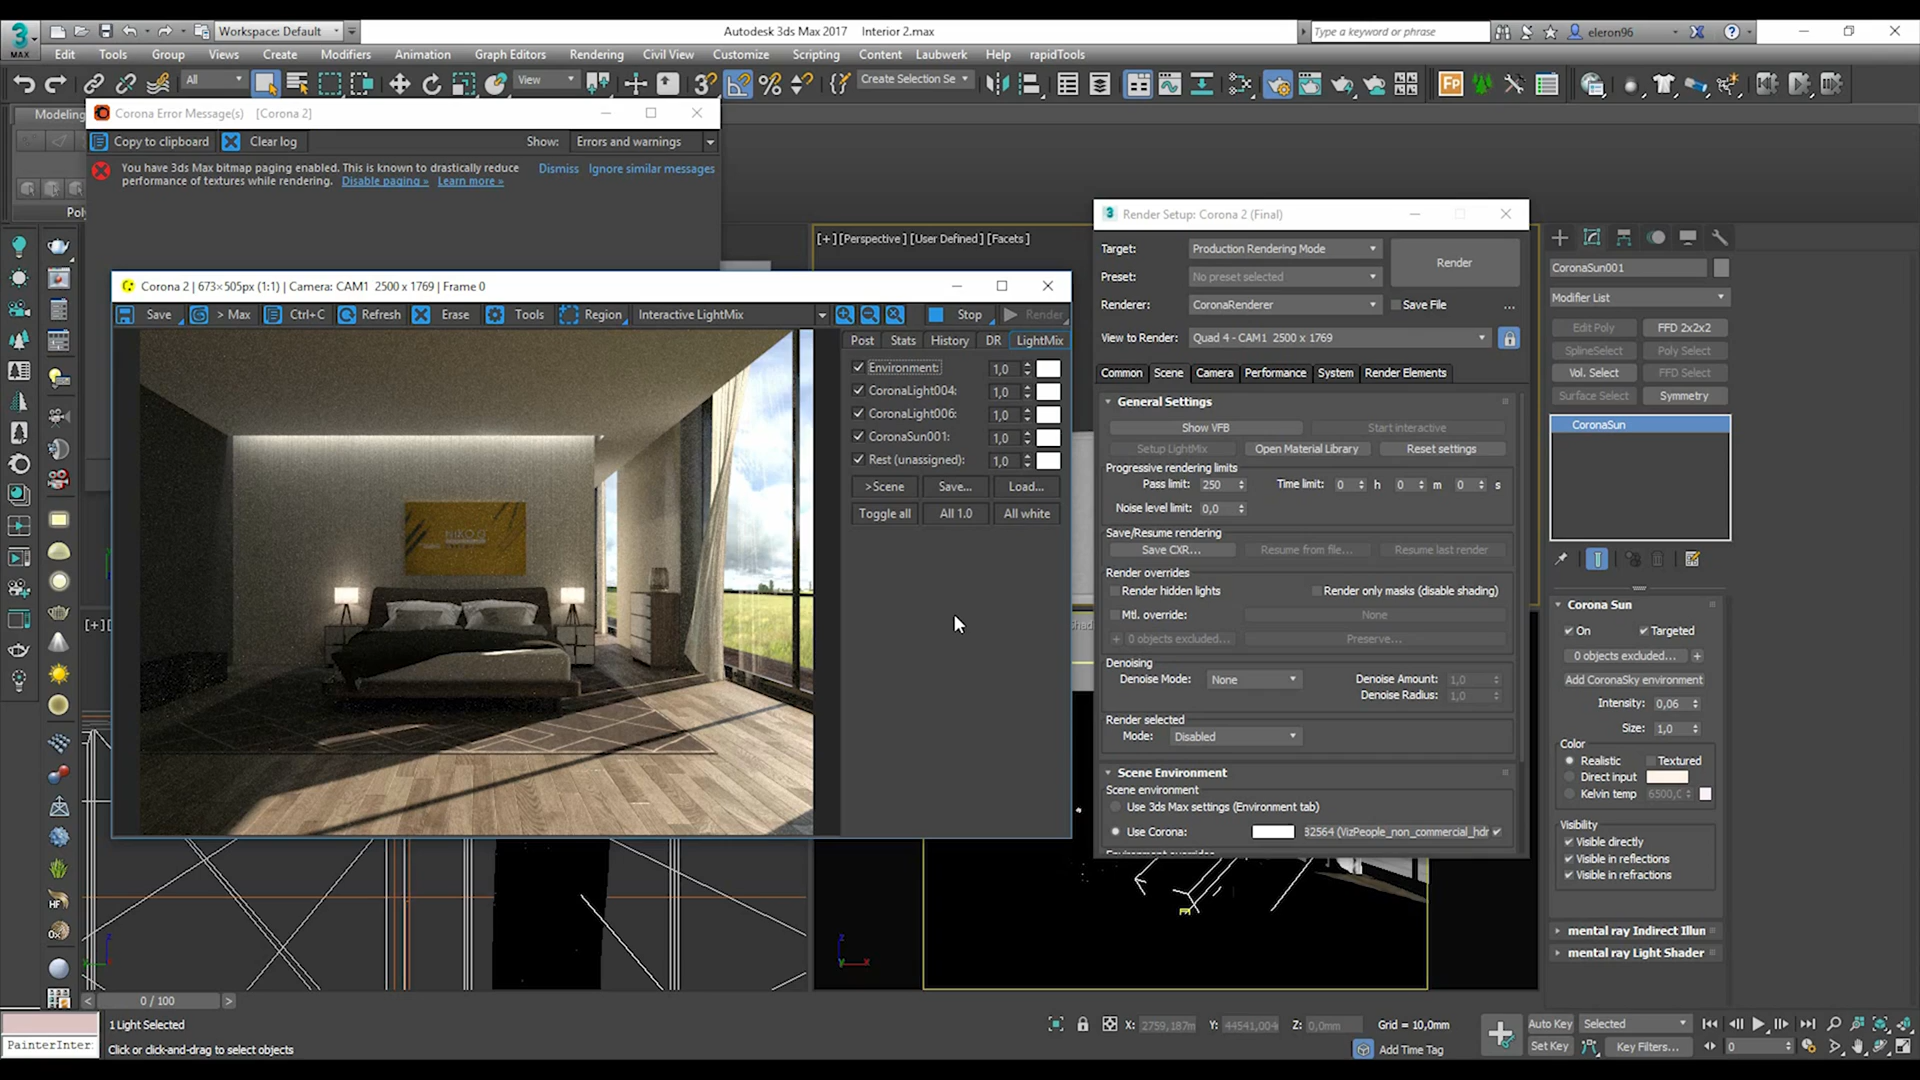 Workspace: Default
Autodesk 3ds Max 2017 Interior 2.max
Type a keyword or phrase
eleron96
MAX
Edit Tools Group Views Create Modifiers Animation Graph Editors Rendering Civil View Customize Scripting Content Laubwerk Help rapidTools
All
View
Create Selection Se
Modeling
Corona Error Message(s) [Corona 2]
Copy to clipboard Clear log Show: Errors and warnings
You have 3ds Max bitmap paging enabled. This is known to drastically reduce
performance of textures while rendering. Disable paging » Learn more »
Dismiss Ignore similar messages
[+] [Perspective] [User Defined] [Facets]
Corona 2 | 673×505px (1:1) | Camera: CAM1 2500 x 1769 | Frame 0
Save > Max Ctrl+C Refresh Erase Tools Region Interactive LightMix Stop Render
Post Stats History DR LightMix
Environment: 1,0
CoronaLight004: 1,0
CoronaLight006: 1,0
CoronaSun001: 1,0
Rest (unassigned): 1,0
>Scene Save... Load...
Toggle all All 1.0 All white
Render Setup: Corona 2 (Final)
Target: Production Rendering Mode
Render
Preset: No preset selected
Renderer: CoronaRenderer Save File ...
View to Render: Quad 4 - CAM1 2500 x 1769
Common Scene Camera Performance System Render Elements
General Settings
Show VFB Start interactive
Setup LightMix Open Material Library Reset settings
Progressive rendering limits
Pass limit: 250 Time limit: 0 h 0 m 0 s
Noise level limit: 0,0
Save/Resume rendering
Save CXR... Resume from file... Resume last render
Render overrides
Render hidden lights Render only masks (disable shading)
Mtl. override: None
0 objects excluded... Preserve...
Denoising
Denoise Mode: None Denoise Amount: 1,0
Denoise Radius: 1,0
Render selected
Mode: Disabled
Scene Environment
Scene environment
Use 3ds Max settings (Environment tab)
Use Corona: 32564 (VizPeople_non_commercial_hdr
CoronaSun001
Modifier List
Edit Poly FFD 2x2x2
SplineSelect Poly Select
Vol. Select FFD Select
Surface Select Symmetry
CoronaSun
Corona Sun
On Targeted
0 objects excluded... +
Add CoronaSky environment
Intensity: 0,06
Size: 1,0
Color
Realistic Textured
Direct input
Kelvin temp 6500,0
Visibility
Visible directly
Visible in reflections
Visible in refractions
mental ray Indirect Illun
mental ray Light Shader
0 / 100
1 Light Selected
PainterInter
Click or click-and-drag to select objects
X: 2759,187m Y: 44541,004 Z: 0,0mm Grid = 10,0mm
Add Time Tag
Auto Key Selected
Set Key Key Filters...
0